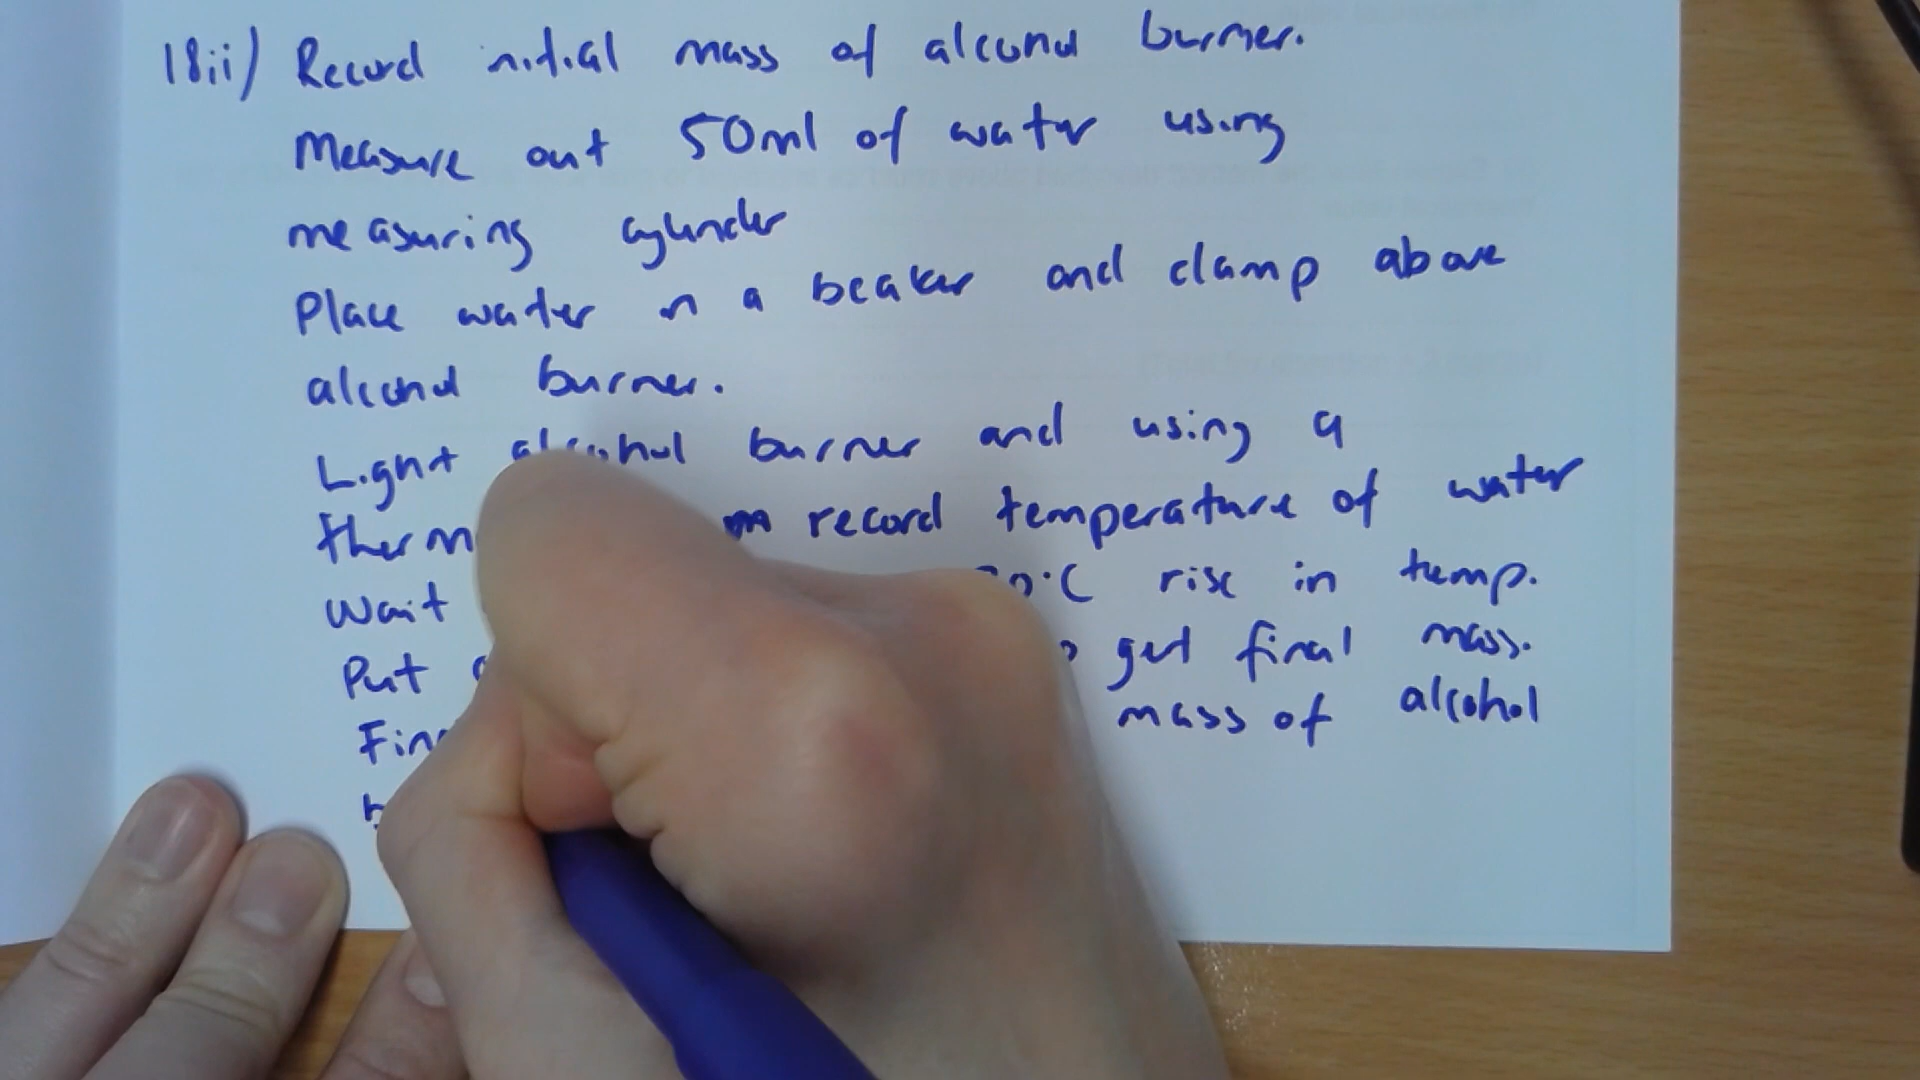 18ii) Record initial mass of alcohol burner.
Measure out 50ml of water using
measuring cylinder
Place water in a beaker and clamp above
alcohol burner.
Light alcohol burner and using a
record temperature of water
Wait °C rise in temp.
Put get final mass.
mass of alcohol